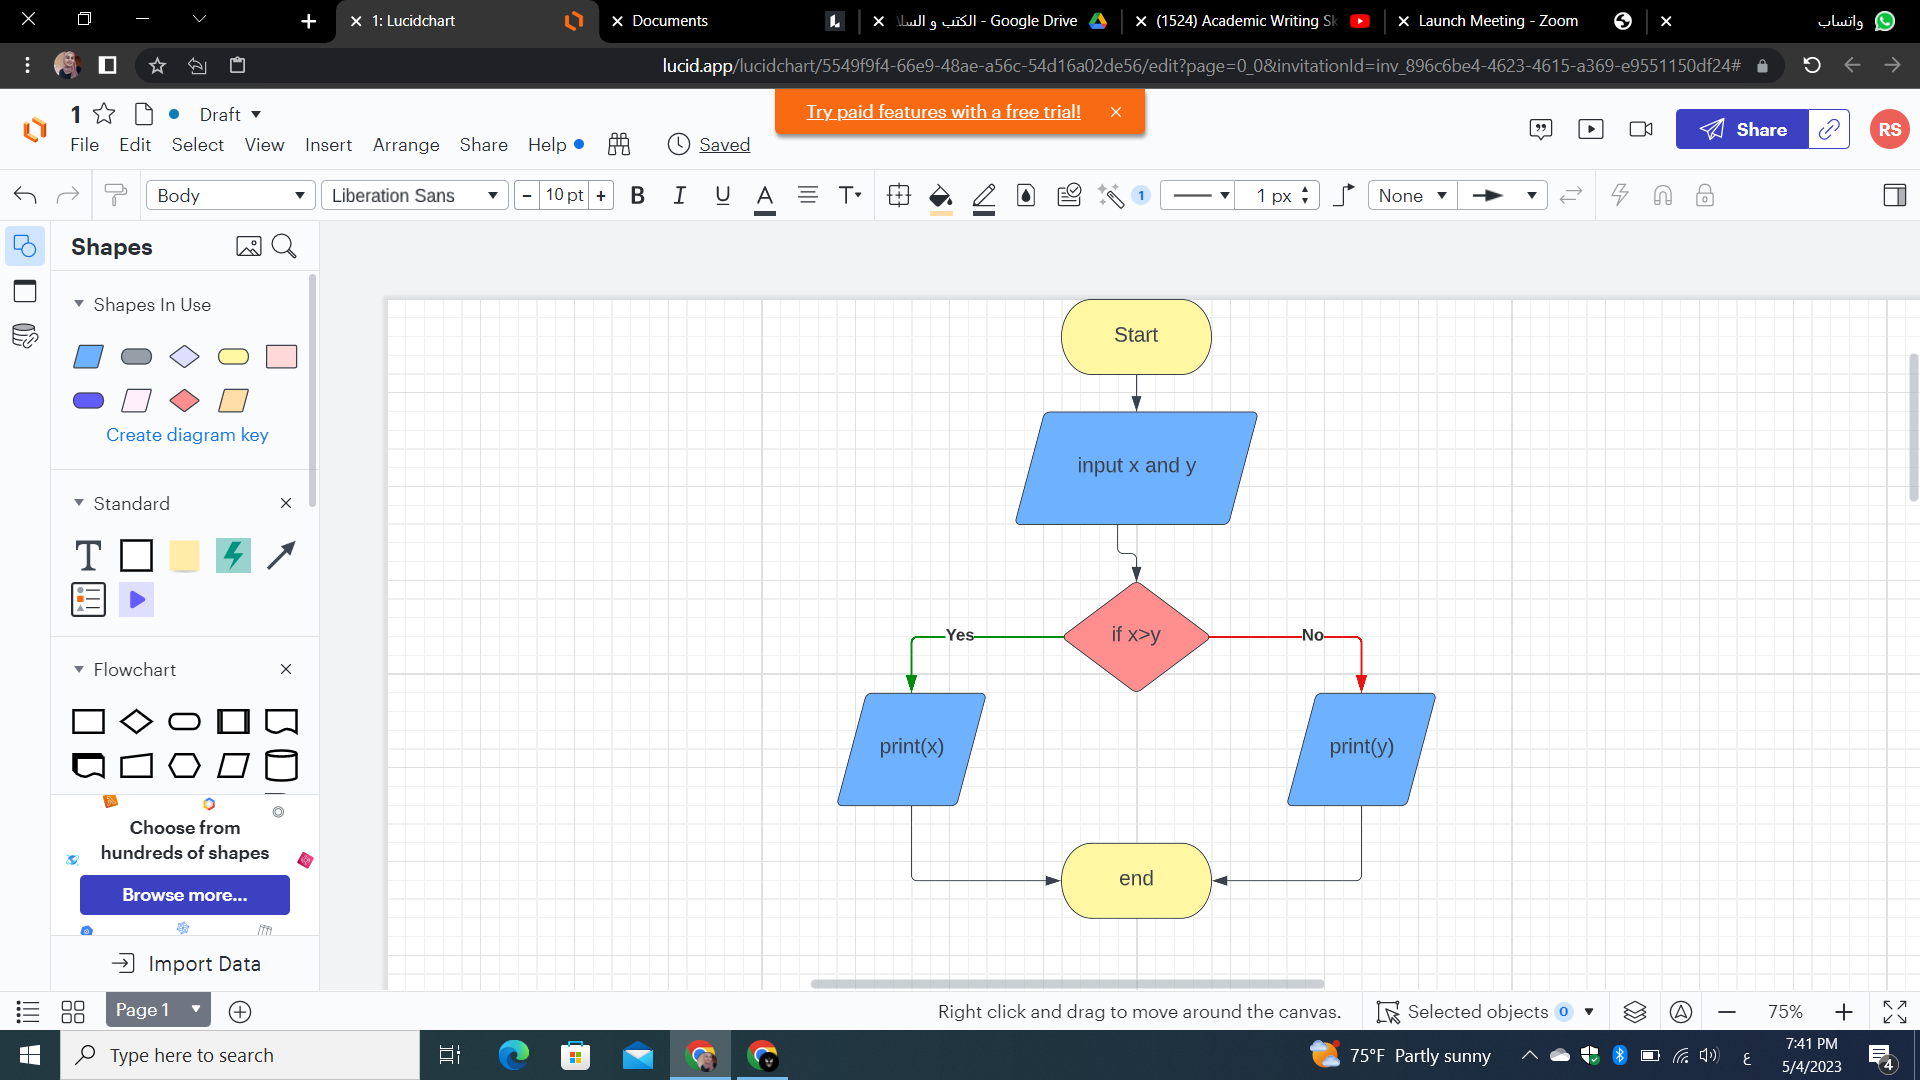 1: Lucidchart
Documents
الكتب و السلا - Google Drive
(1524) Academic Writing Sk
Launch Meeting - Zoom
واتساب
lucid.app/lucidchart/5549f9f4-66e9-48ae-a56c-54d16a02de56/edit?page=0_0&invitationId=inv_896c6be4-4623-4615-a369-e9551150df24#
1
Draft
Try paid features with a free trial!
File Edit Select View Insert Arrange Share Help
Saved
Share
RS
Body
Liberation Sans
- 10 pt +
B I U A T
1
1 px
None
Shapes
Shapes In Use
Create diagram key
Standard
T
Flowchart
Choose from
hundreds of shapes
Browse more...
Import Data
Start
input x and y
if x>y
Yes
No
print(x)
print(y)
end
Page 1
Right click and drag to move around the canvas.
Selected objects 0
75%
Type here to search
75°F Partly sunny
ع
7:41 PM
5/4/2023
4